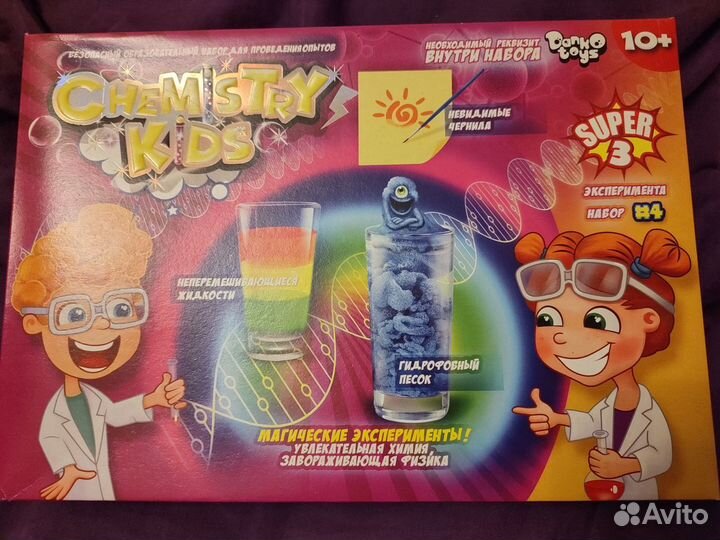 БЕЗОПАСНЫЙ ОБРАЗОВАТЕЛЬНЫЙ НАБОР ДЛЯ ПРОВЕДЕНИЯ ОПЫТОВ
CHEMISTRY
KIDS
НЕОБХОДИМЫЙ РЕКВИЗИТ
ВНУТРИ НАБОРА
Danko
toys
10+
НЕВИДИМЫЕ
ЧЕРНИЛА
SUPER
3
ЭКСПЕРИМЕНТА
НАБОР #4
НЕПЕРЕМЕШИВАЮЩИЕСЯ
ЖИДКОСТИ
ГИДРОФОБНЫЙ
ПЕСОК
МАГИЧЕСКИЕ ЭКСПЕРИМЕНТЫ!
УВЛЕКАТЕЛЬНАЯ ХИМИЯ,
ЗАВОРАЖИВАЮЩАЯ ФИЗИКА
Avito